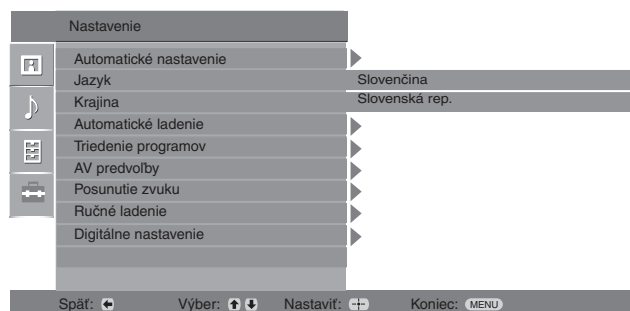 Nastavenie
Automatické nastavenie
Jazyk Slovenčina
Krajina Slovenská rep.
Automatické ladenie
Triedenie programov
AV predvoľby
Posunutie zvuku
Ručné ladenie
Digitálne nastavenie
Späť: Výber: Nastaviť: Koniec: MENU